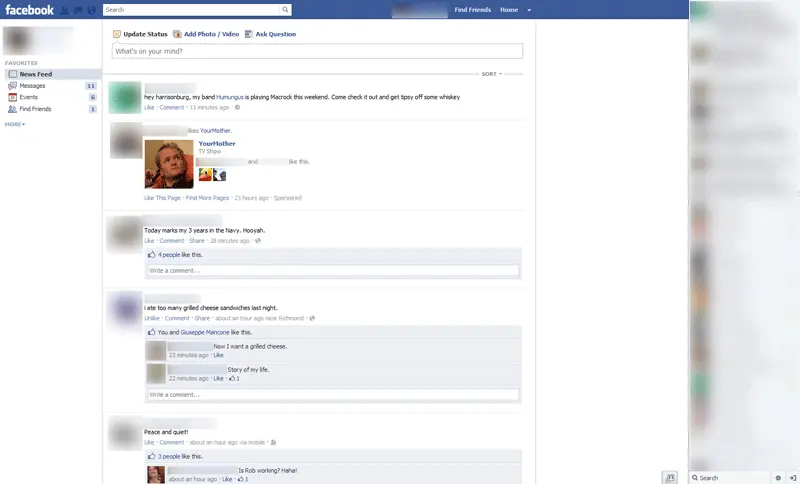 facebook
Search
Find Friends Home
Update Status Add Photo / Video Ask Question
What's on your mind?
SORT
FAVORITES
News Feed
Messages 11
Events 6
Find Friends 1
MORE
hey harrisonburg, my band Humungus is playing Macrock this weekend. Come check it out and get tipsy off some whiskey
Like · Comment · 11 minutes ago ·
likes YourMother.
YourMother
TV Show
and like this.
Like This Page · Find More Pages · 23 hours ago · Sponsored
Today marks my 3 years in the Navy. Hooyah.
Like · Comment · Share · 28 minutes ago ·
4 people like this.
Write a comment...
i ate too many grilled cheese sandwiches last night.
Unlike · Comment · Share · about an hour ago near Richmond ·
You and Giuseppe Mancone like this.
Now I want a grilled cheese.
23 minutes ago · Like
Story of my life.
22 minutes ago · Like · 1
Write a comment...
Peace and quiet!
Like · Comment · about an hour ago via mobile ·
3 people like this.
Is Rob working? Haha!
about an hour ago · Like · 1
Search